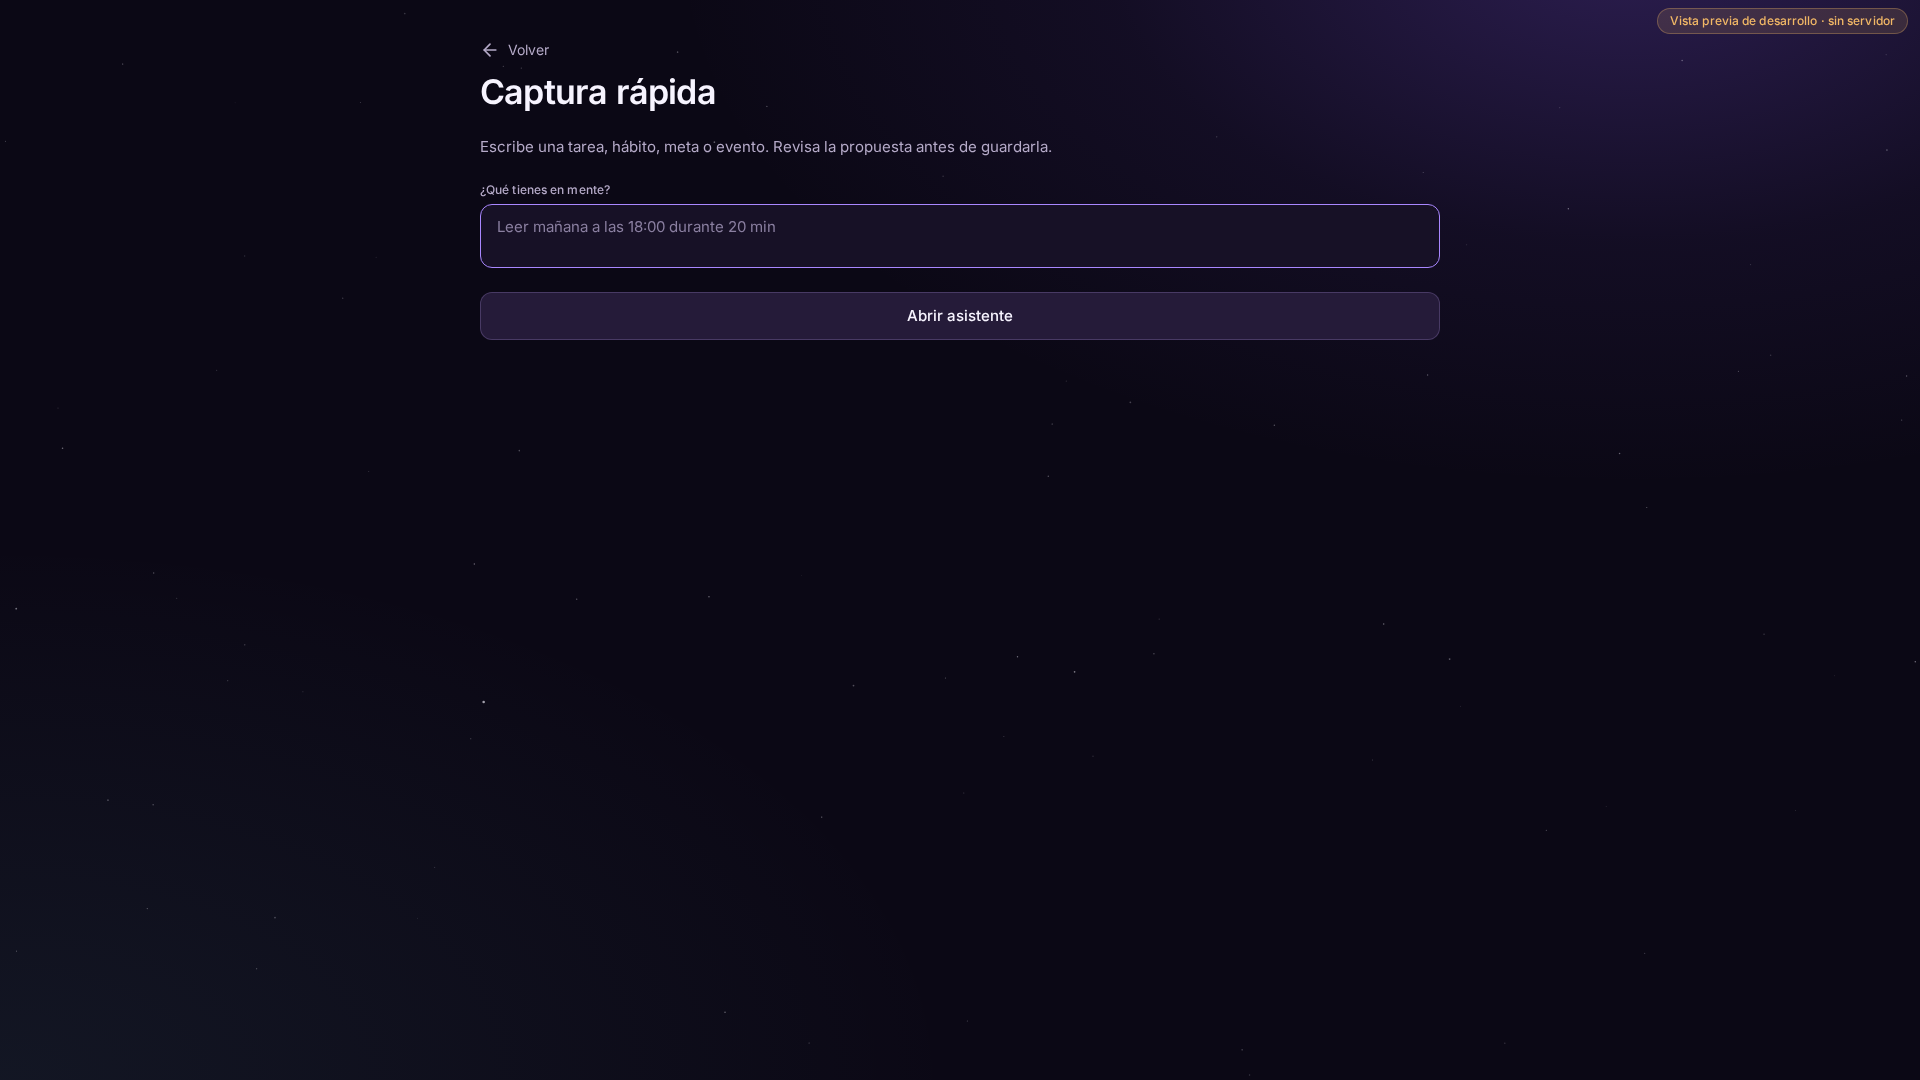 Vista previa de desarrollo · sin servidor
Volver
Captura rápida
Escribe una tarea, hábito, meta o evento. Revisa la propuesta antes de guardarla.
¿Qué tienes en mente?
Leer mañana a las 18:00 durante 20 min
Abrir asistente